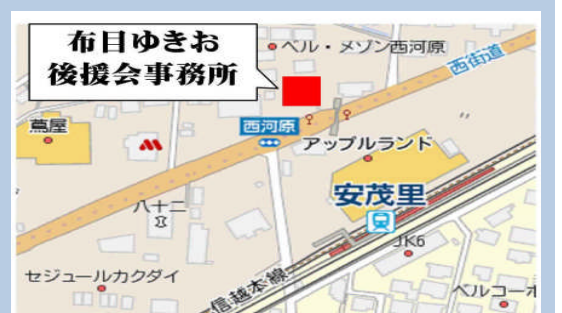 布目ゆきお
後援会事務所
ベル・メゾン西河原
西街道
蔦屋
西河原
アップルランド
安茂里
八十二
JK6
セジュールカクダイ
信越本線
ベルコーポ